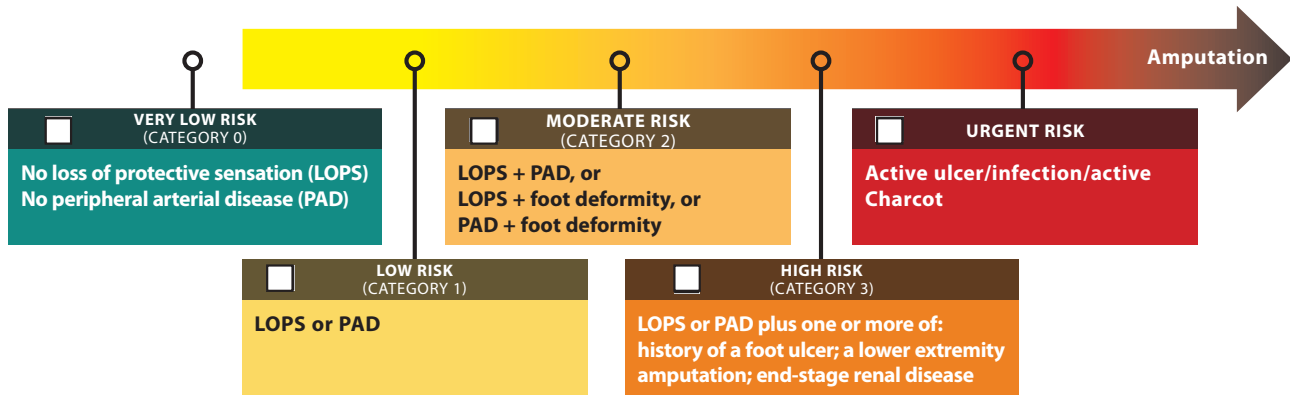 Amputation
VERY LOW RISK
(CATEGORY 0)
No loss of protective sensation (LOPS)
No peripheral arterial disease (PAD)
LOW RISK
(CATEGORY 1)
LOPS or PAD
MODERATE RISK
(CATEGORY 2)
LOPS + PAD, or
LOPS + foot deformity, or
PAD + foot deformity
HIGH RISK
(CATEGORY 3)
LOPS or PAD plus one or more of:
history of a foot ulcer; a lower extremity
amputation; end-stage renal disease
URGENT RISK
Active ulcer/infection/active
Charcot